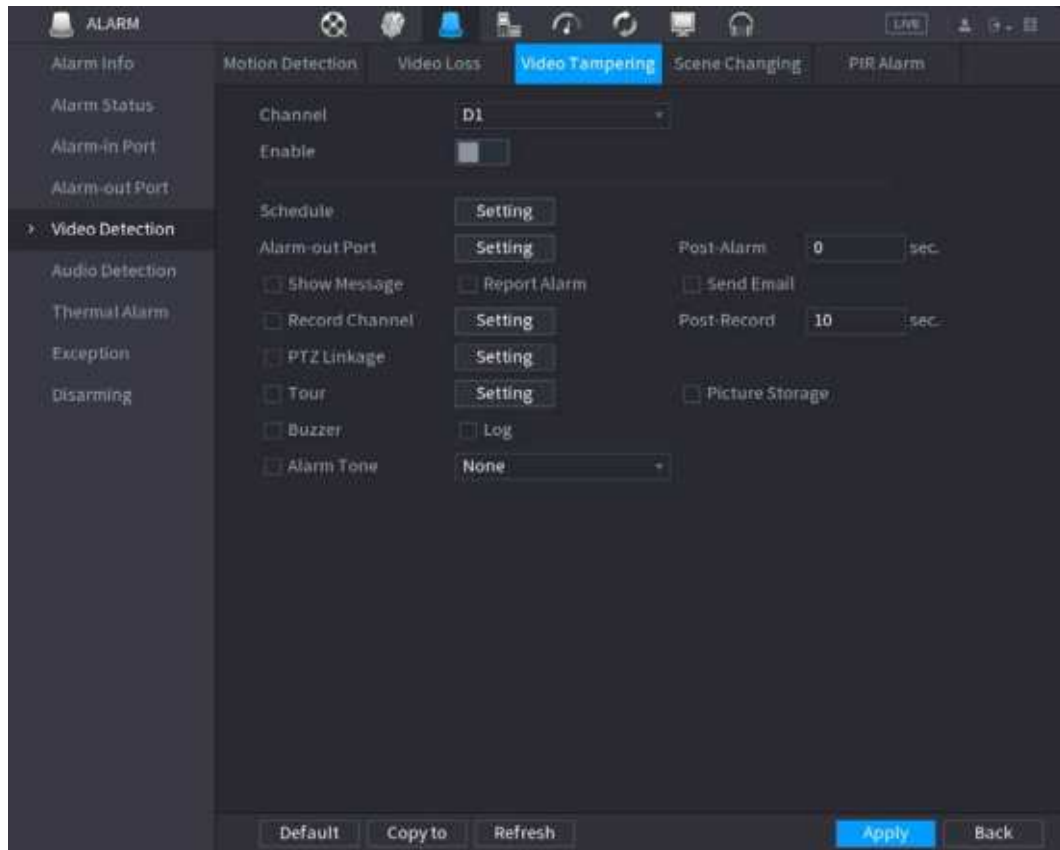 ALARM LIVE
Alarm Info
Alarm Status
Alarm-in Port
Alarm-out Port
Video Detection
Audio Detection
Thermal Alarm
Exception
Disarming
Motion Detection Video Loss Video Tampering Scene Changing PIR Alarm
Channel D1
Enable
Schedule Setting
Alarm-out Port Setting Post-Alarm 0 sec.
Show Message Report Alarm Send Email
Record Channel Setting Post-Record 10 sec.
PTZ Linkage Setting
Tour Setting Picture Storage
Buzzer Log
Alarm Tone None
Default Copy to Refresh Apply Back